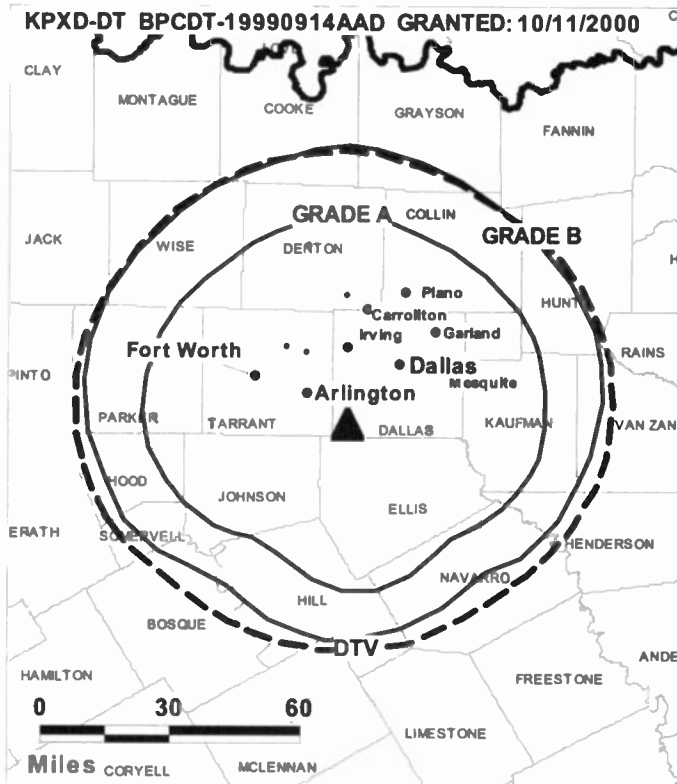 KPXD-DT BPCDT-19990914AAD GRANTED: 10/11/2000
CLAY
MONTAGUE
COOKE
GRAYSON
FANNIN
GRADE A
COLLIN
GRADE B
JACK
WISE
DENTON
HUNT
Plano
Carrollton
Irving
Garland
RAINS
Fort Worth
Dallas
PINTO
Mesquite
Arlington
PARKER
TARRANT
DALLAS
KAUFMAN
VAN ZAN
HOOD
JOHNSON
ELLIS
ERATH
SOMERVELL
HENDERSON
NAVARRO
HILL
BOSQUE
DTV
ANDE
HAMILTON
FREESTONE
0 30 60
LIMESTONE
Miles
CORYELL
MCLENNAN